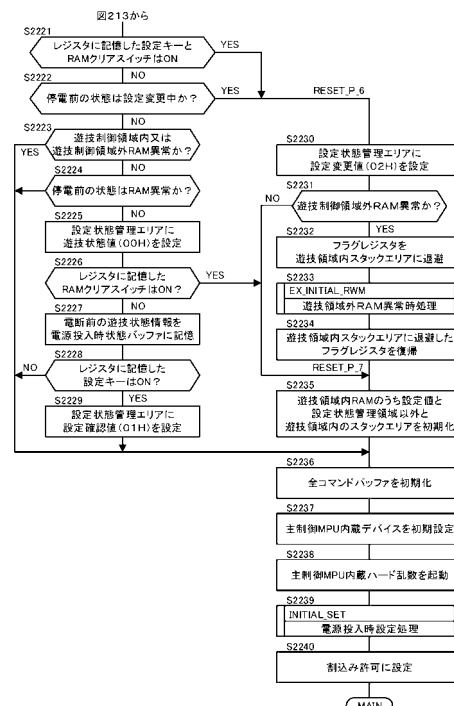 図213から
S2221
レジスタに記憶した設定キーと
RAMクリアスイッチはON
YES
NO
S2222
停電前の状態は設定変更中か?
YES
RESET_P_6
NO
S2223
遊技制御領域内又は
遊技制御領域外RAM異常か?
YES
NO
S2224
停電前の状態はRAM異常か?
NO
S2225
設定状態管理エリアに
遊技状態値(00H)を設定
S2226
レジスタに記憶した
RAMクリアスイッチはON?
YES
NO
S2227
電断前の遊技状態情報を
電源投入時状態バッファに記憶
S2228
レジスタに記憶した
設定キーはON?
NO
YES
S2229
設定状態管理エリアに
設定確認値(01H)を設定
S2230
設定状態管理エリアに
設定変更値(02H)を設定
S2231
遊技制御領域外RAM異常か?
NO
YES
S2232
フラグレジスタを
遊技領域内スタックエリアに退避
S2233
EX_INITIAL_RWM
遊技領域外RAM異常時処理
S2234
遊技領域内スタックエリアに退避した
フラグレジスタを復帰
RESET_P_7
S2235
遊技領域内RAMのうち設定値と
設定状態管理領域以外と
遊技領域内のスタックエリアを初期化
S2236
全コマンドバッファを初期化
S2237
主制御MPU内蔵デバイスを初期設定
S2238
主制御MPU内蔵ハード乱数を起動
S2239
INITIAL_SET
電源投入時設定処理
S2240
割込み許可に設定
MAIN